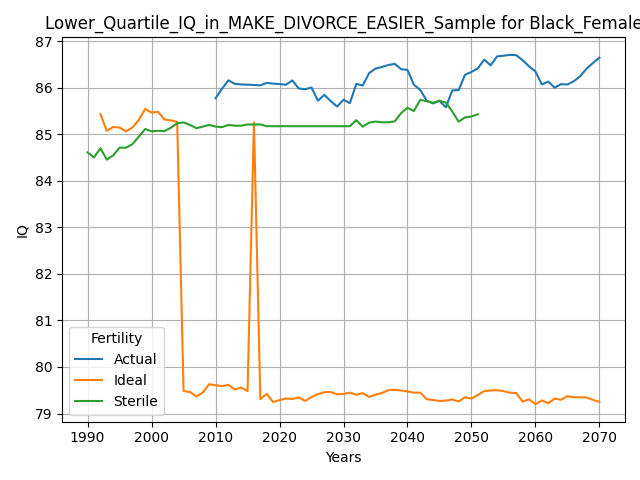 Lower_Quartile_IQ_in_MAKE_DIVORCE_EASIER_Sample for Black_Female
87
86
85
84
83
82
81
80
79
IQ
Fertility
Actual
Ideal
Sterile
1990 2000 2010 2020 2030 2040 2050 2060 2070
Years